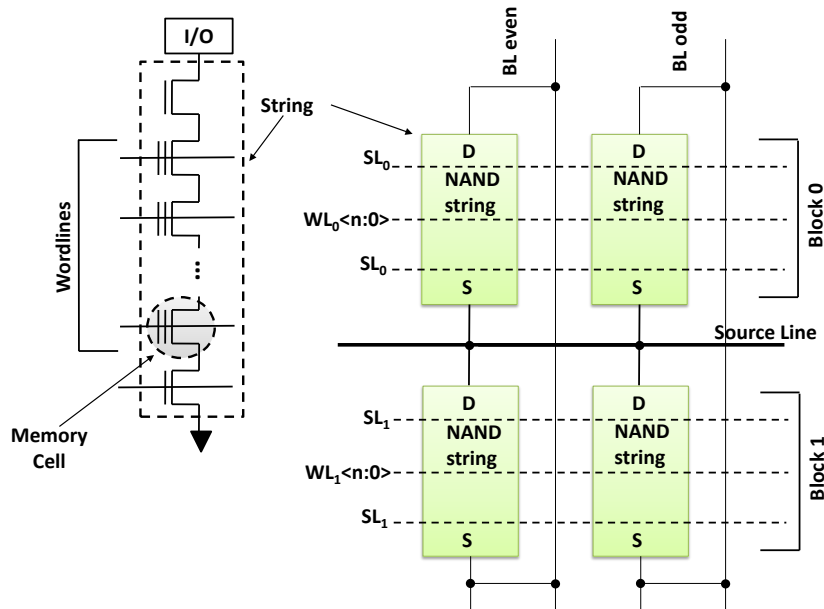 I/O
String
Wordlines
...
Memory
Cell
BL even
BL odd
D
NAND
string
S
D
NAND
string
S
SL₀
WL₀<n:0>
SL₀
Block 0
Source Line
D
NAND
string
S
D
NAND
string
S
SL₁
WL₁<n:0>
SL₁
Block 1